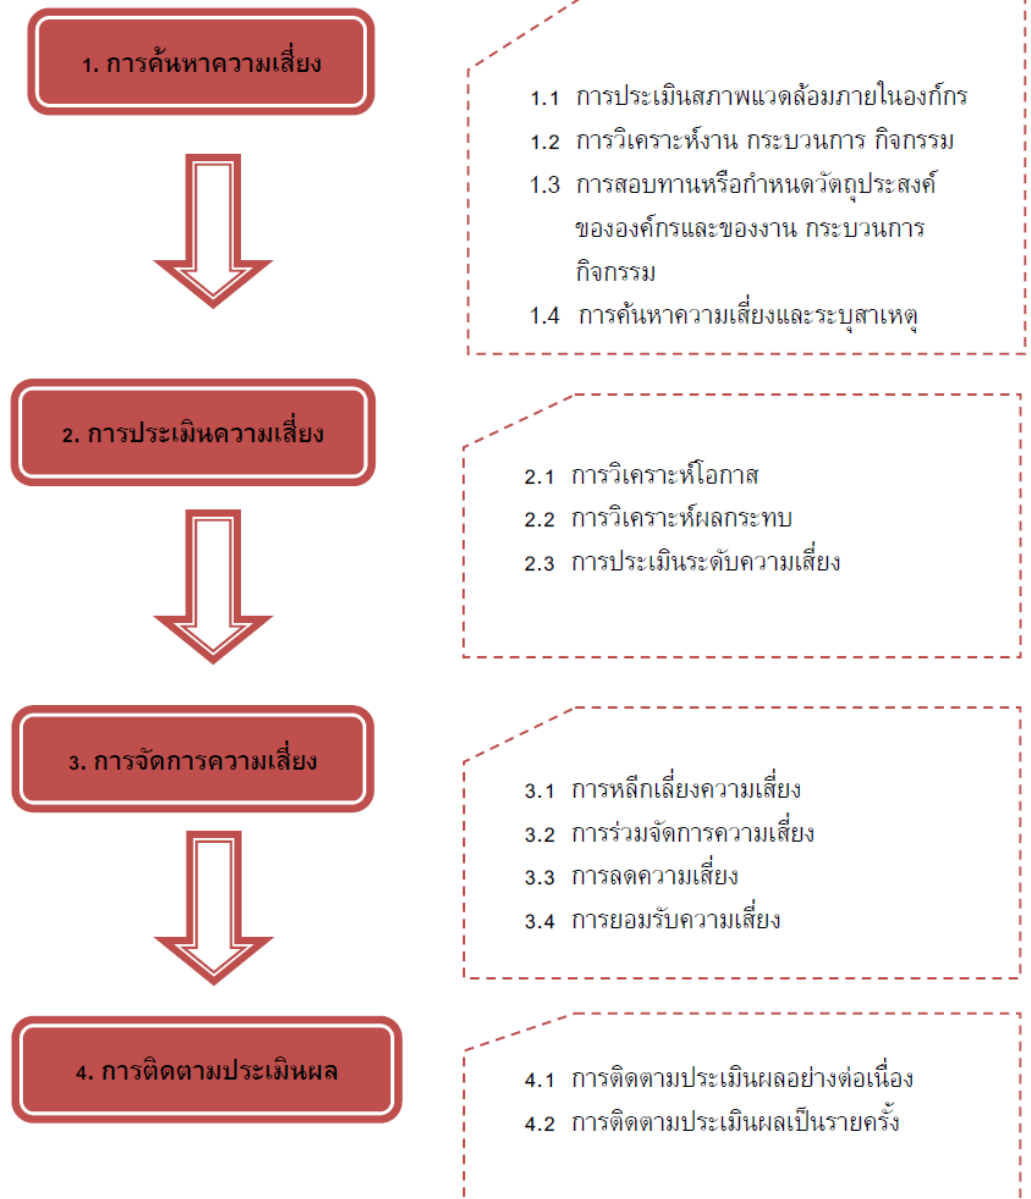 1. การค้นหาความเสี่ยง
1.1 การประเมินสภาพแวดล้อมภายในองก์กร
1.2 การวิเคราะห์งาน กระบวนการ กิจกรรม
1.3 การสอบทานหรือกำหนดวัตถุประสงค์
ขององค์กรและของงาน กระบวนการ
กิจกรรม
1.4 การค้นหาความเสี่ยงและระบุสาเหตุ
2. การประเมินความเสี่ยง
2.1 การวิเคราะห์โอกาส
2.2 การวิเคราะห์ผลกระทบ
2.3 การประเมินระดับความเสี่ยง
3. การจัดการความเสี่ยง
3.1 การหลีกเลี่ยงความเสี่ยง
3.2 การร่วมจัดการความเสี่ยง
3.3 การลดความเสี่ยง
3.4 การยอมรับความเสี่ยง
4. การติดตามประเมินผล
4.1 การติดตามประเมินผลอย่างต่อเนื่อง
4.2 การติดตามประเมินผลเป็นรายครั้ง